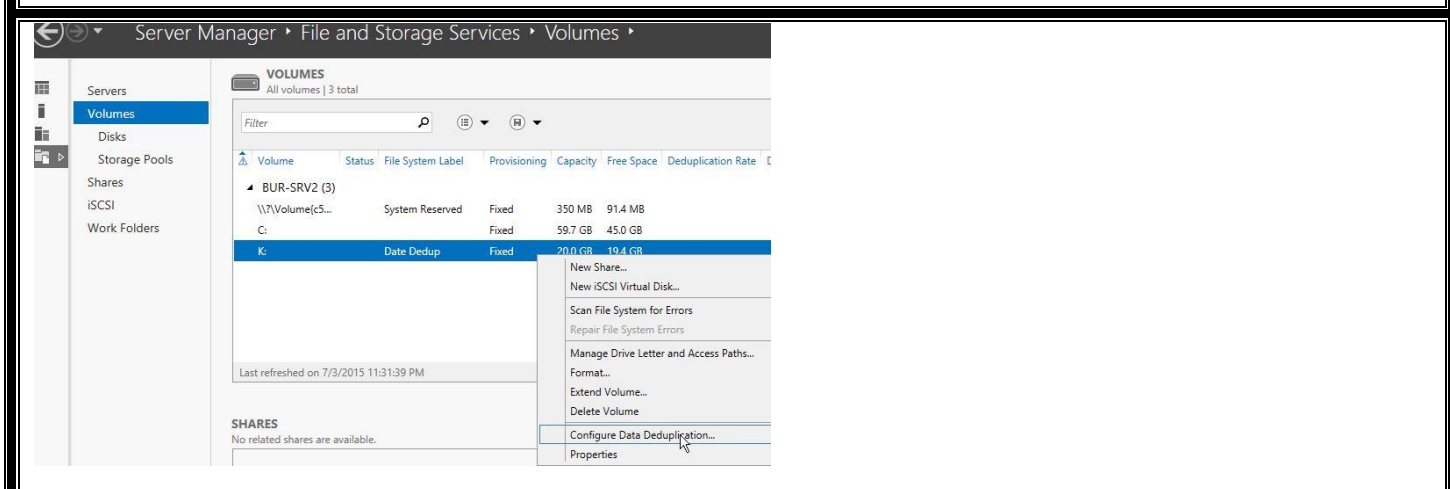 Server Manager ‣ File and Storage Services ‣ Volumes ‣
Servers
Volumes
Disks
Storage Pools
Shares
iSCSI
Work Folders
VOLUMES
All volumes | 3 total
Filter
Volume Status File System Label Provisioning Capacity Free Space Deduplication Rate D
BUR-SRV2 (3)
\\?\Volume{c5... System Reserved Fixed 350 MB 91.4 MB
C: Fixed 59.7 GB 45.0 GB
K: Date Dedup Fixed 20.0 GB 19.4 GB
New Share...
New iSCSI Virtual Disk...
Scan File System for Errors
Repair File System Errors
Manage Drive Letter and Access Paths...
Format...
Extend Volume...
Delete Volume
Configure Data Deduplication...
Properties
Last refreshed on 7/3/2015 11:31:39 PM
SHARES
No related shares are available.